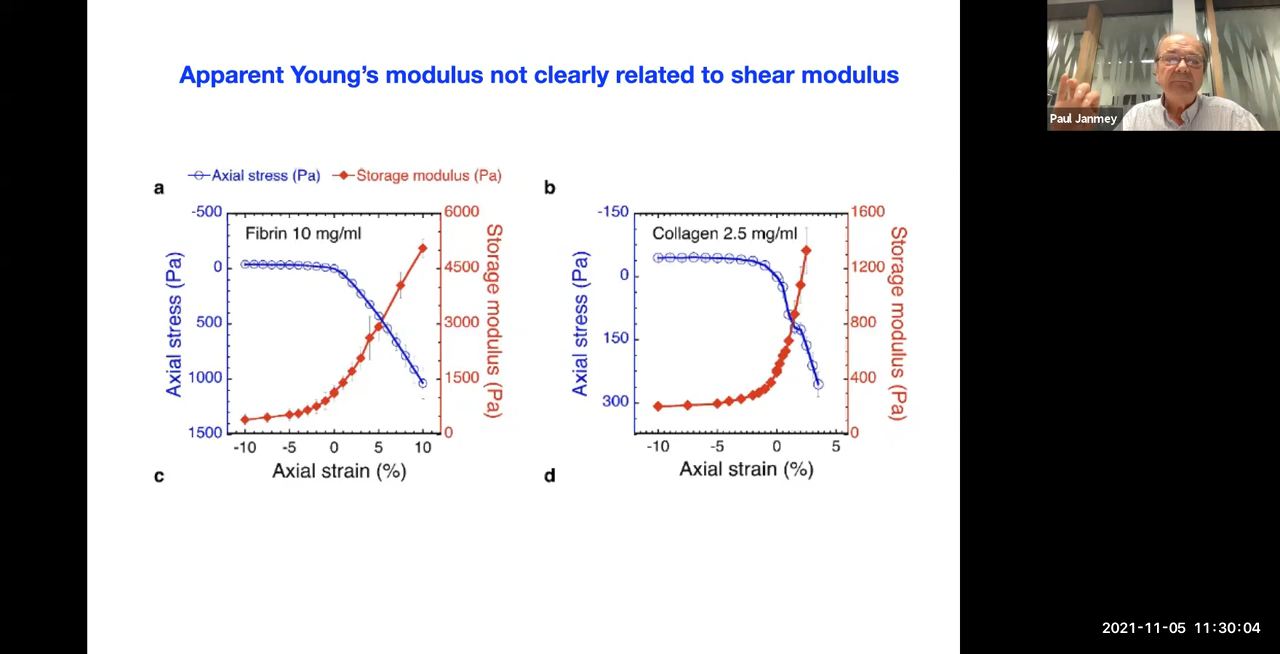 Apparent Young's modulus not clearly related to shear modulus
Paul Janmey
a
Axial stress (Pa)
Storage modulus (Pa)
Fibrin 10 mg/ml
Axial stress (Pa)
-500
0
500
1000
1500
Storage modulus (Pa)
6000
4500
3000
1500
0
-10 -5 0 5 10
Axial strain (%)
b
Collagen 2.5 mg/ml
Axial stress (Pa)
-150
0
150
300
Storage modulus (Pa)
1600
1200
800
400
0
-10 -5 0 5
Axial strain (%)
c
d
2021-11-05 11:30:04